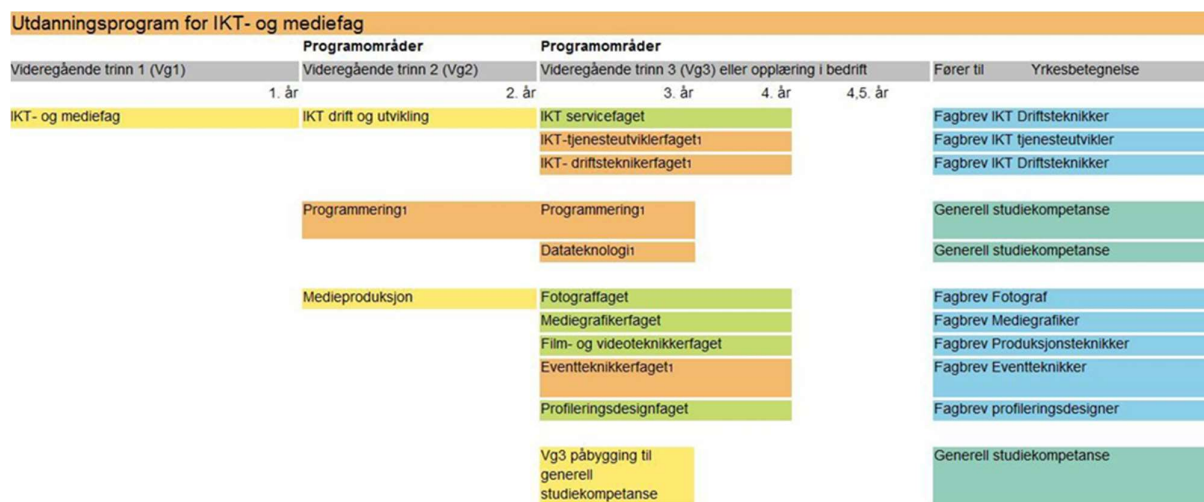 Utdanningsprogram for IKT- og mediefag
Programområder Programområder
Videregående trinn 1 (Vg1) Videregående trinn 2 (Vg2) Videregående trinn 3 (Vg3) eller opplæring i bedrift Fører til Yrkesbetegnelse
1. år 2. år 3. år 4. år 4,5. år
IKT- og mediefag IKT drift og utvikling IKT servicefaget Fagbrev IKT Driftsteknikker
IKT-tjenesteutviklerfaget1 Fagbrev IKT tjenesteutvikler
IKT- driftsteknikerfaget1 Fagbrev IKT Driftsteknikker
Programmering1 Programmering1 Generell studiekompetanse
Datateknologi1 Generell studiekompetanse
Medieproduksjon Fotograffaget Fagbrev Fotograf
Mediegrafikerfaget Fagbrev Mediegrafiker
Film- og videoteknikkerfaget Fagbrev Produksjonsteknikker
Eventteknikkerfaget1 Fagbrev Eventteknikker
Profileringsdesignfaget Fagbrev profileringsdesigner
Vg3 påbygging til Generell studiekompetanse
generell
studiekompetanse